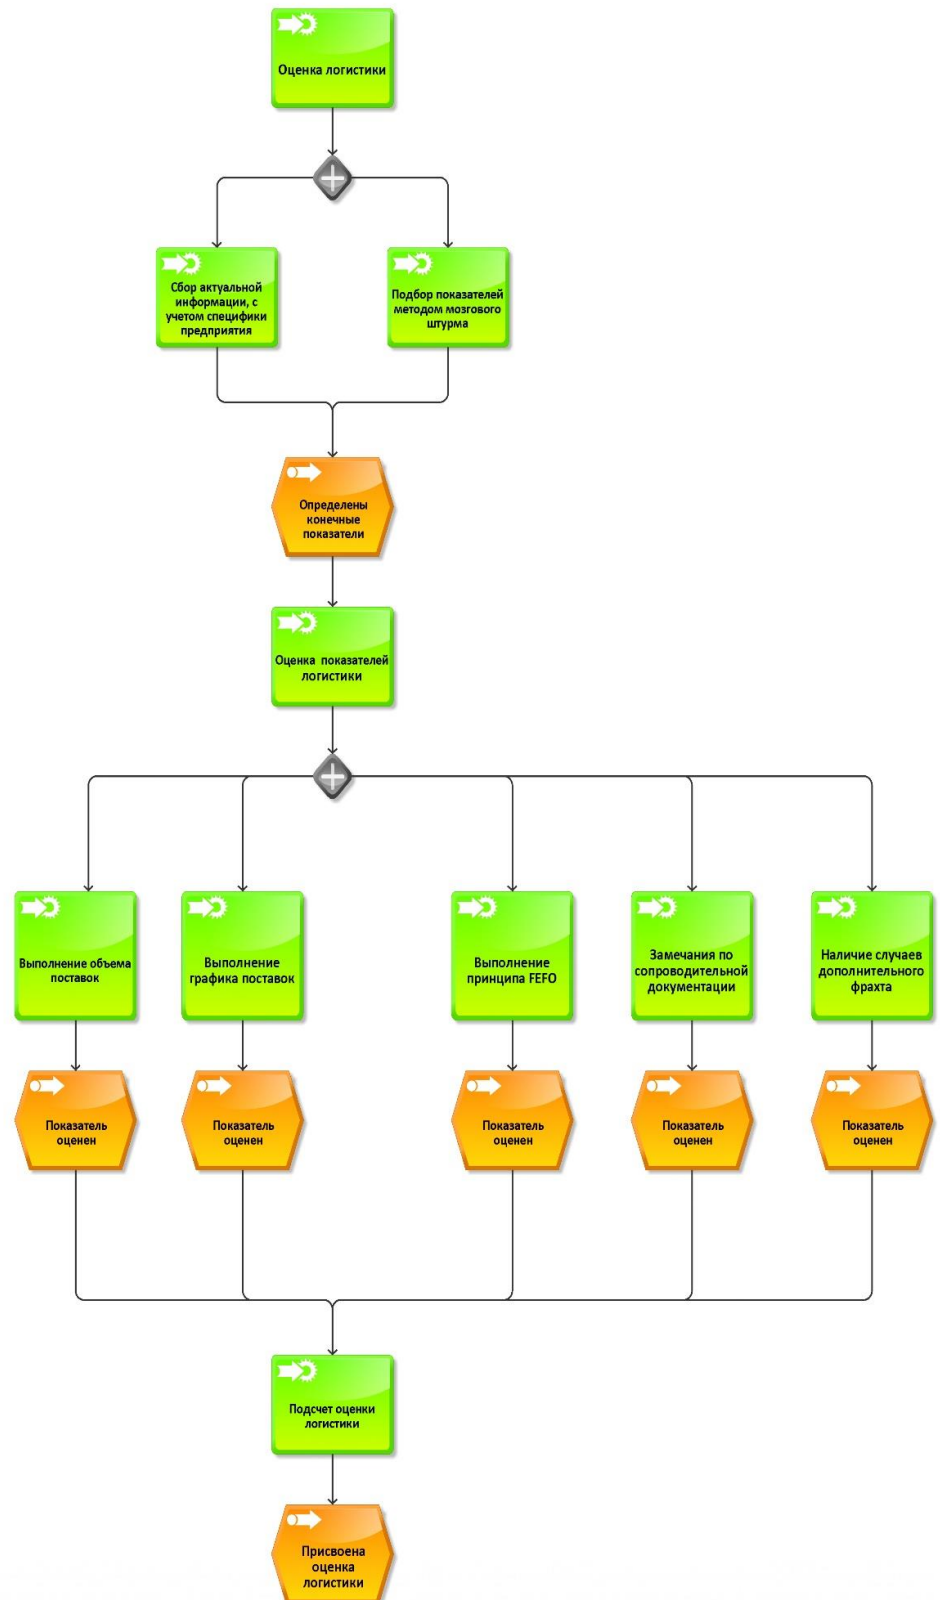 Оценка логистики
Сбор актуальной
информации, с
учетом специфики
предприятия
Подбор показателей
методом мозгового
штурма
Определены
конечные
показатели
Оценка показателей
логистики
Выполнение объема
поставок
Выполнение
графика поставок
Выполнение
принципа FEFO
Замечания по
сопроводительной
документации
Наличие случаев
дополнительного
фрахта
Показатель
оценен
Показатель
оценен
Показатель
оценен
Показатель
оценен
Показатель
оценен
Подсчет оценки
логистики
Присвоена
оценка
логистики